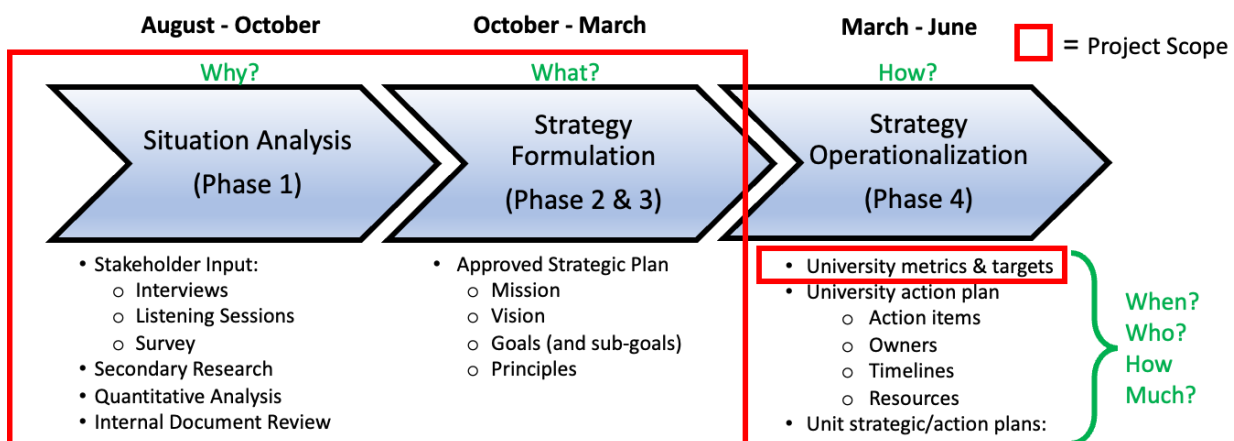 August - October
October - March
March - June
= Project Scope
Why?
What?
How?
Situation Analysis
(Phase 1)
Strategy
Formulation
(Phase 2 & 3)
Strategy
Operationalization
(Phase 4)
• Stakeholder Input:
o Interviews
o Listening Sessions
o Survey
• Secondary Research
• Quantitative Analysis
• Internal Document Review
• Approved Strategic Plan
o Mission
o Vision
o Goals (and sub-goals)
o Principles
• University metrics & targets
• University action plan
o Action items
o Owners
o Timelines
o Resources
• Unit strategic/action plans:
When?
Who?
How
Much?